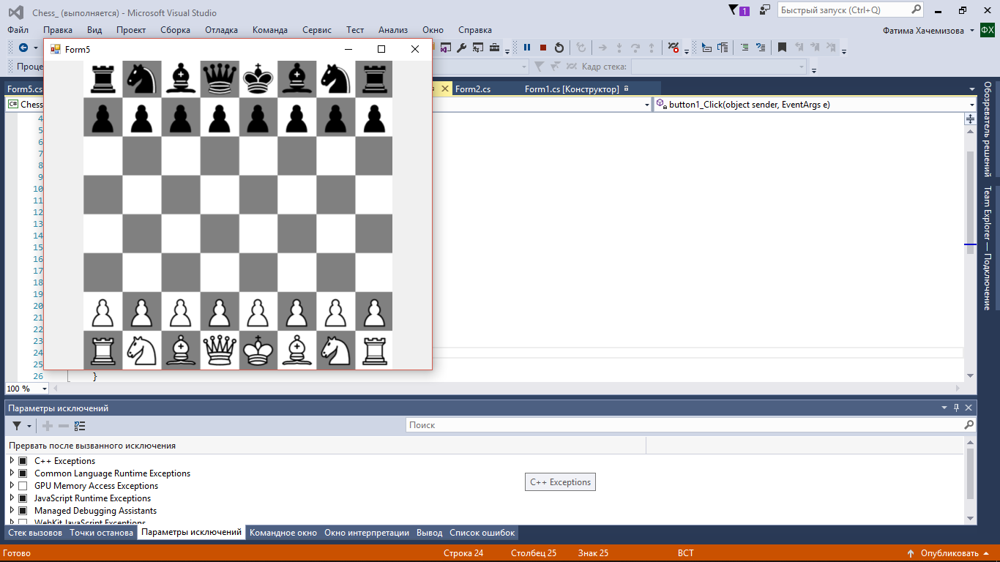 Chess_ (выполняется) - Microsoft Visual Studio
1
Быстрый запуск (Ctrl+Q)
Файл Правка Вид Проект Сборка Отладка Команда Сервис Тест Анализ Окно Справка
Фатима Хачемизова
ФХ
Form5
Кадр стека:
Form5.cs
Form2.cs
Form1.cs [Конструктор]
C# Chess
button1_Click(object sender, EventArgs e)
4
5
6
7
8
9
10
11
12
13
14
15
16
17
18
19
20
21
22
23
24
25
26 }
100 %
Обозреватель решений
Team Explorer — Подключение
Параметры исключений
Поиск
Прервать после вызванного исключения
C++ Exceptions
Common Language Runtime Exceptions
GPU Memory Access Exceptions
C++ Exceptions
JavaScript Runtime Exceptions
Managed Debugging Assistants
WebKit JavaScript Exceptions
Стек вызовов Точки останова Параметры исключений Командное окно Окно интерпретации Вывод Список ошибок
Готово Строка 24 Столбец 25 Знак 25 ВСТ Опубликовать